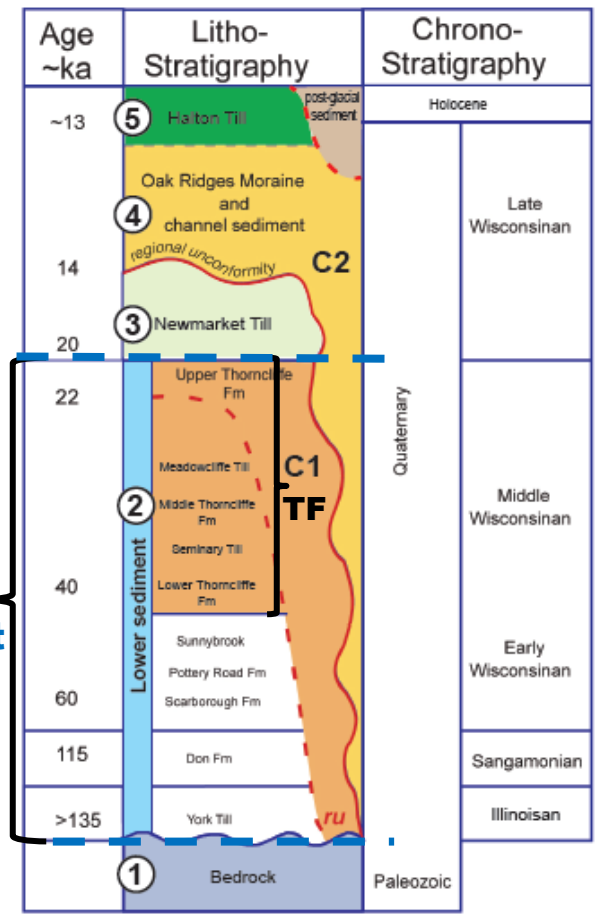 Age
~ka
Litho-
Stratigraphy
Chrono-
Stratigraphy
post-glacial
sediment
Holocene
~13
5
Halton Till
Oak Ridges Moraine
and
channel sediment
4
Late
Wisconsinan
regional unconformity
C2
14
3
Newmarket Till
20
Upper Thorncliffe
Fm
22
Quaternary
Meadowcliffe Till
C1
2
Middle Thorncliffe
Fm
TF
Middle
Wisconsinan
Seminary Till
40
Lower Thorncliffe
Fm
Lower sediment
Sunnybrook
Early
Wisconsinan
Pottery Road Fm
60
Scarborough Fm
115
Don Fm
Sangamonian
>135
York Till
ru
Illinoisan
1
Bedrock
Paleozoic